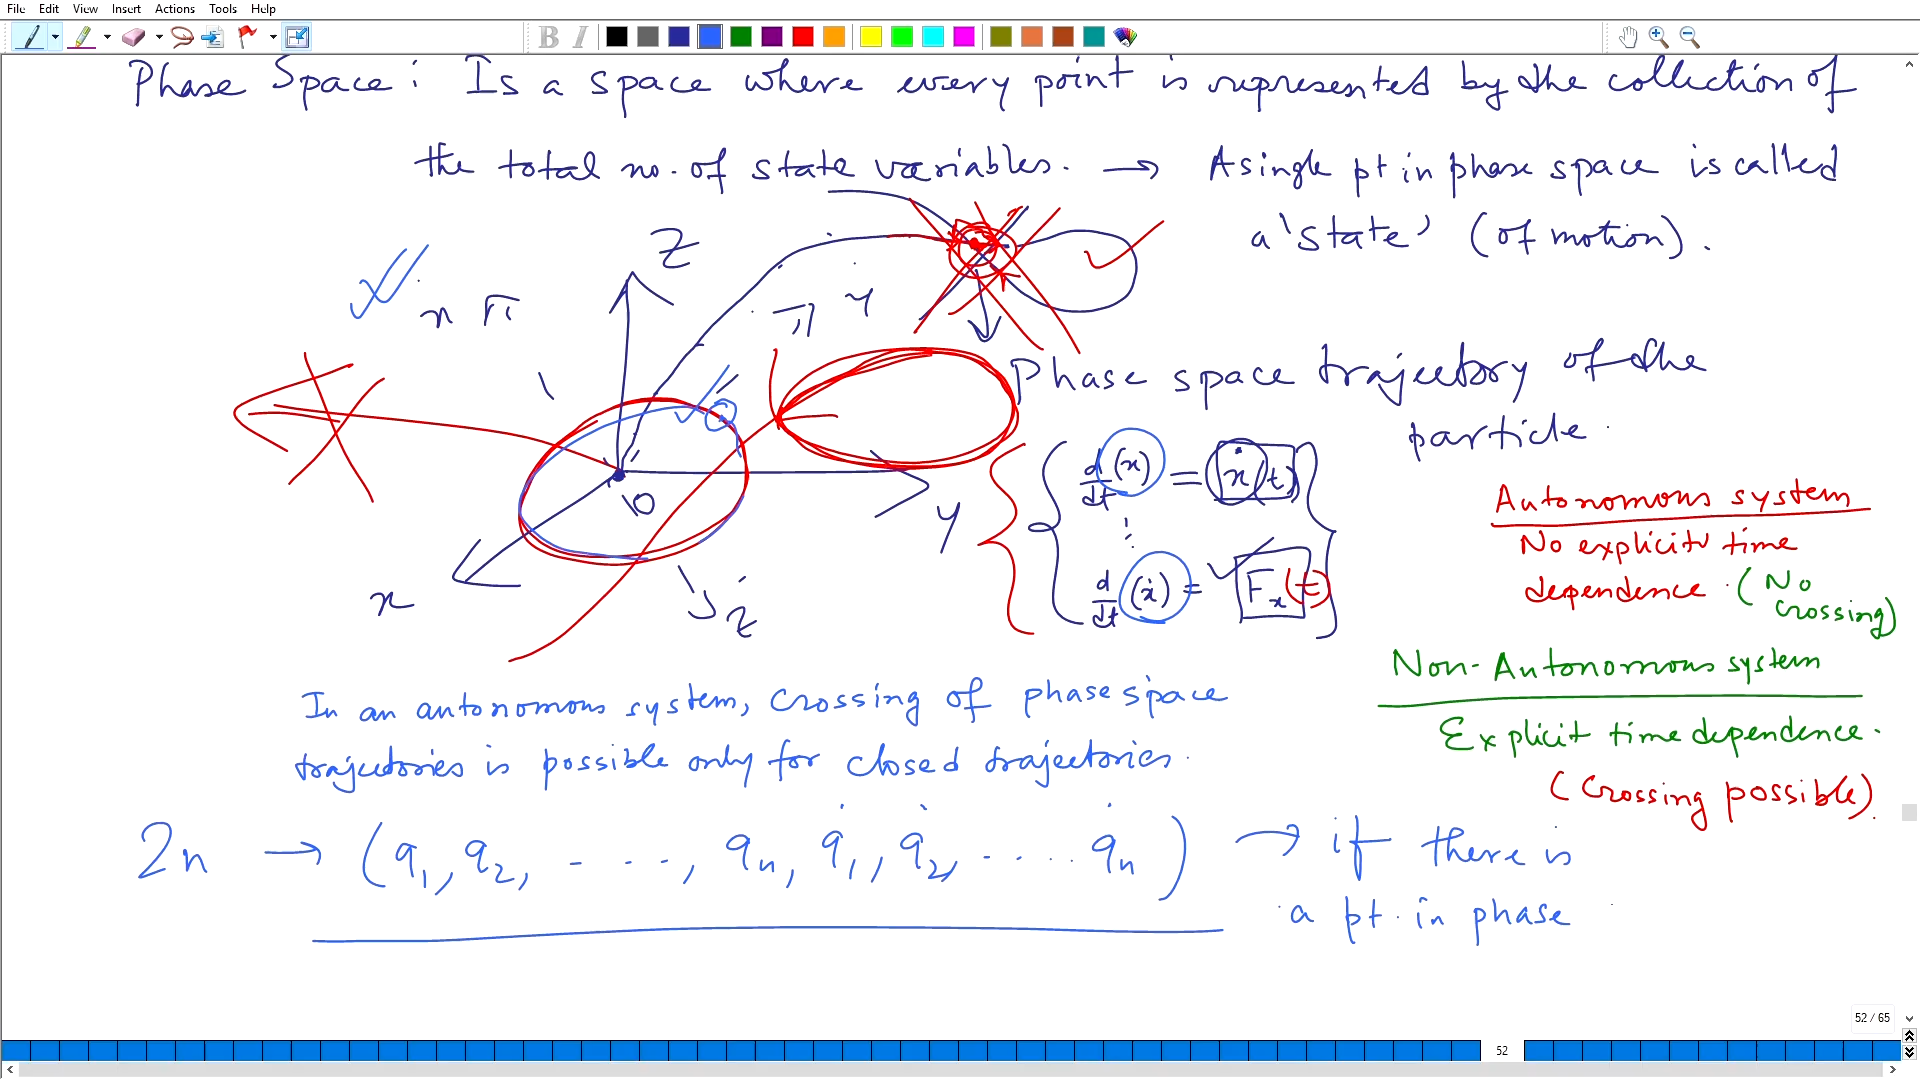 File Edit View Insert Actions Tools Help
B I
Phase Space : Is a space where every point is represented by the collection of
the total no. of state variables. → A single pt in phase space is called
a 'state' (of motion).
z
ẏ
x
y
O
ż
Phase space trajectory of the
particle.
d/dt (x) = ẋ(t)
⋮
d/dt (ẋ) = Fx(t)
Autonomous system
No explicit time
dependence. (No
crossing)
Non-Autonomous system
Explicit time dependence.
(Crossing possible)
In an autonomous system, crossing of phase space
trajectories is possible only for closed trajectories.
2n → (q1, q2, - - - -, qn, q̇1, q̇2, .... q̇n) → if there is
a pt. in phase
52 / 65
52